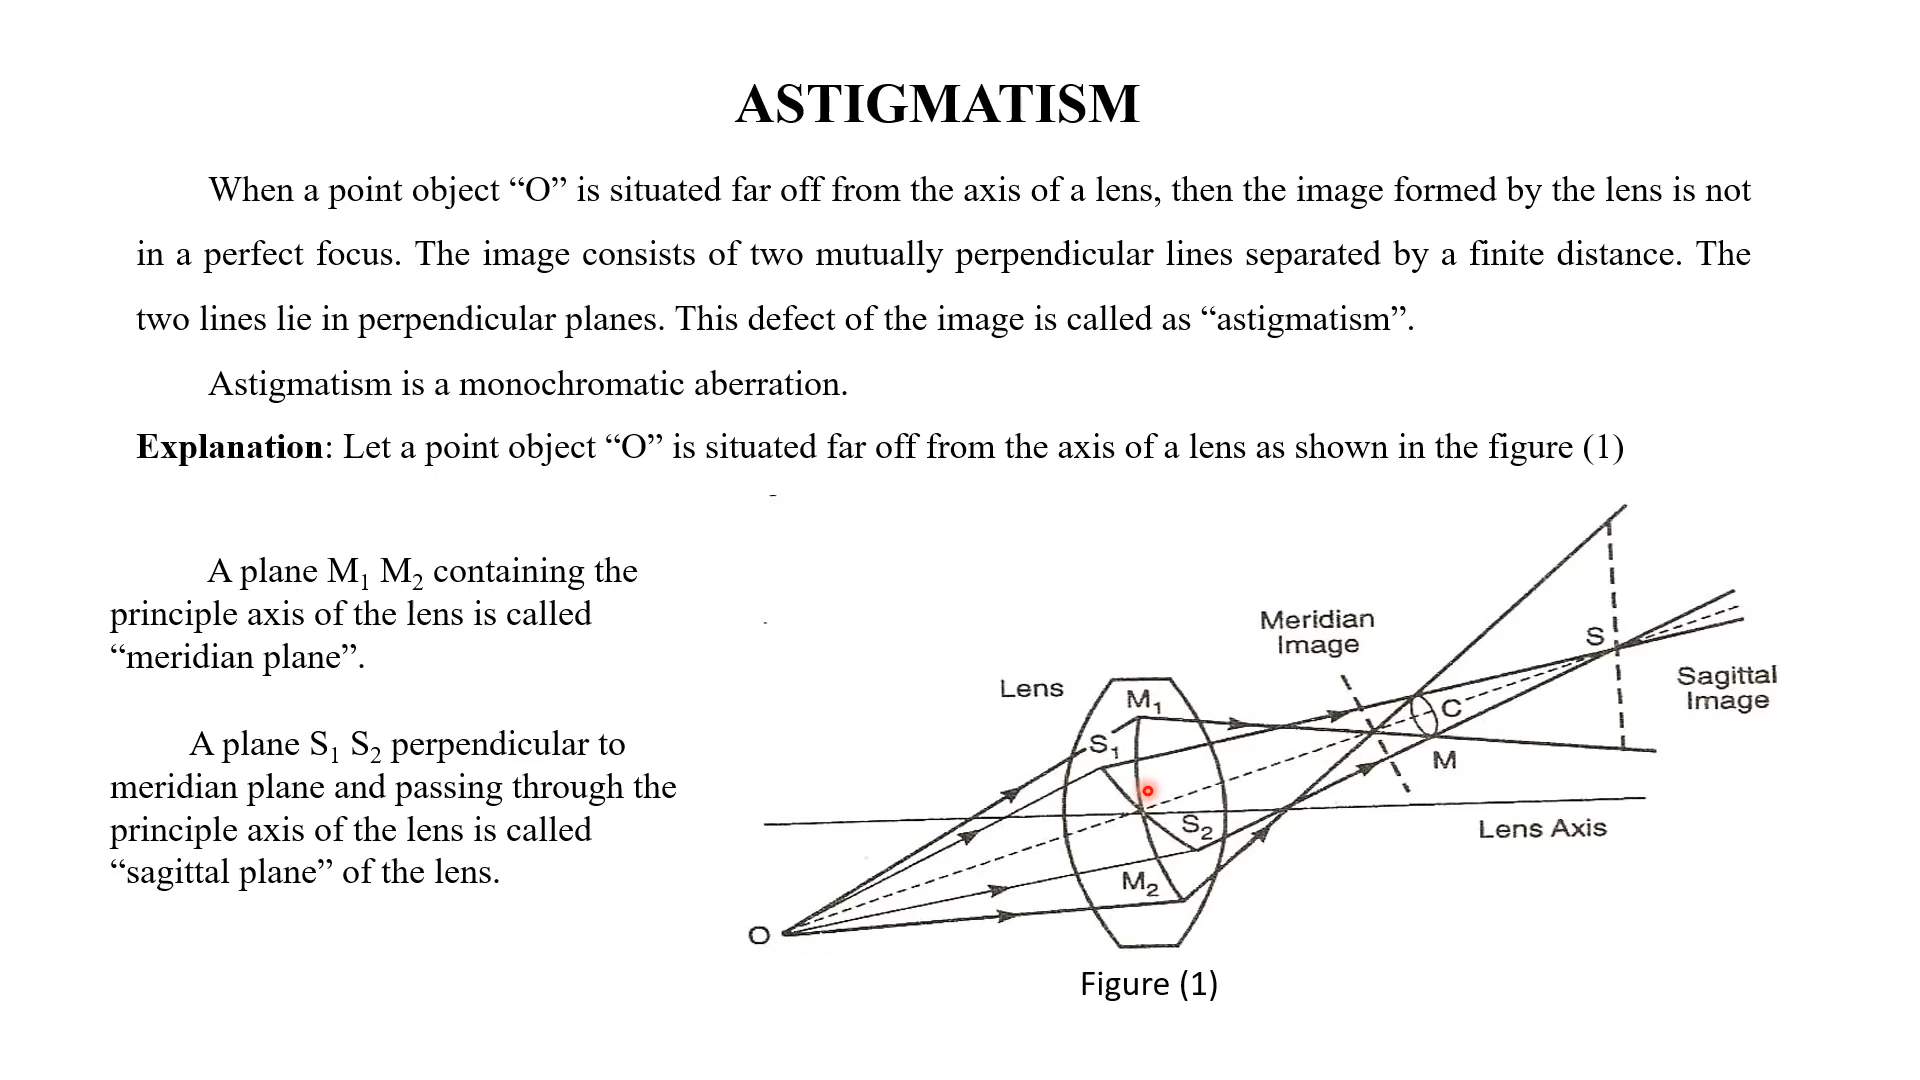 ASTIGMATISM
When a point object “O” is situated far off from the axis of a lens, then the image formed by the lens is not
in a perfect focus. The image consists of two mutually perpendicular lines separated by a finite distance. The
two lines lie in perpendicular planes. This defect of the image is called as “astigmatism”.
Astigmatism is a monochromatic aberration.
Explanation: Let a point object “O” is situated far off from the axis of a lens as shown in the figure (1)
A plane M₁ M₂ containing the
principle axis of the lens is called
“meridian plane”.
A plane S₁ S₂ perpendicular to
meridian plane and passing through the
principle axis of the lens is called
“sagittal plane” of the lens.
Meridian
Image
S
Sagittal
Image
Lens
M₁
C
S₁
M
S₂
Lens Axis
M₂
O
Figure (1)